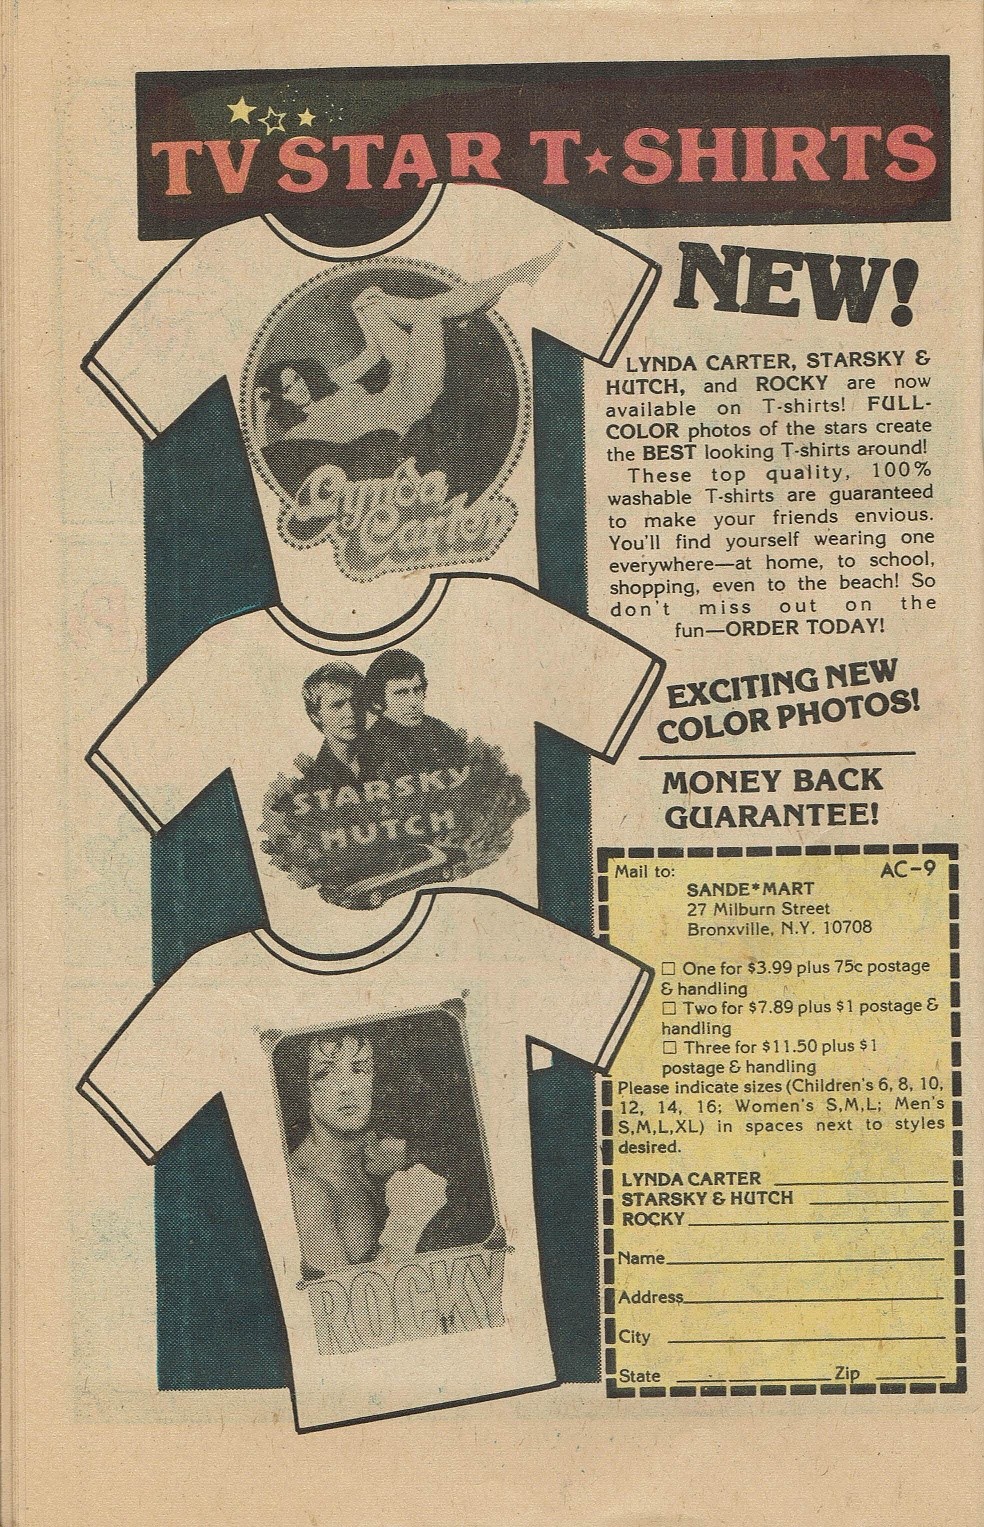 TV STAR T★SHIRTS
NEW!
LYNDA CARTER, STARSKY &
HUTCH, and ROCKY are now
available on T-shirts! FULL-
COLOR photos of the stars create
the BEST looking T-shirts around!
These top quality, 100%
washable T-shirts are guaranteed
to make your friends envious.
You'll find yourself wearing one
everywhere—at home, to school,
shopping, even to the beach! So
don't miss out on the
fun—ORDER TODAY!
EXCITING NEW
COLOR PHOTOS!
MONEY BACK
GUARANTEE!
Lynda
Carter
STARSKY
& HUTCH
ROCKY
Mail to: AC-9
SANDE*MART
27 Milburn Street
Bronxville, N.Y. 10708
☐ One for $3.99 plus 75c postage
& handling
☐ Two for $7.89 plus $1 postage &
handling
☐ Three for $11.50 plus $1
postage & handling
Please indicate sizes (Children's 6, 8, 10,
12, 14, 16; Women's S,M,L; Men's
S,M,L,XL) in spaces next to styles
desired.
LYNDA CARTER
STARSKY & HUTCH
ROCKY
Name
Address
City
State Zip